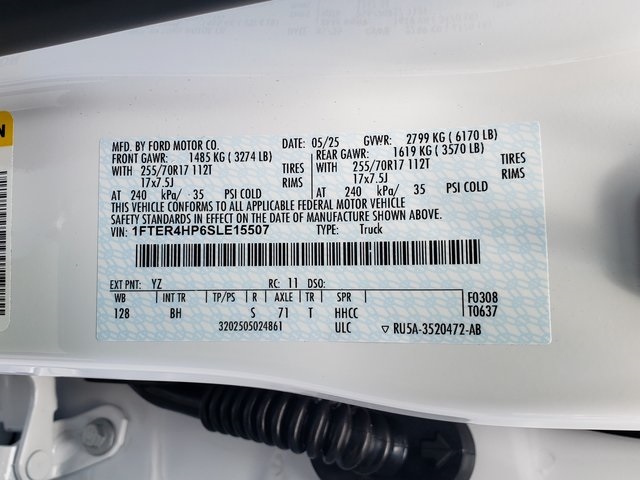 MFD. BY FORD MOTOR CO. DATE: 05/25 GVWR: 2799 KG ( 6170 LB)
FRONT GAWR: 1485 KG ( 3274 LB) REAR GAWR: 1619 KG ( 3570 LB)
WITH 255/70R17 112T TIRES WITH 255/70R17 112T TIRES
17x7.5J RIMS 17x7.5J RIMS
AT 240 kPa/ 35 PSI COLD AT 240 kPa/ 35 PSI COLD
THIS VEHICLE CONFORMS TO ALL APPLICABLE FEDERAL MOTOR VEHICLE
SAFETY STANDARDS IN EFFECT ON THE DATE OF MANUFACTURE SHOWN ABOVE.
VIN: 1FTER4HP6SLE15507 TYPE: Truck
EXT PNT: YZ RC: 11 DSO:
WB INT TR TP/PS R AXLE TR SPR F0308
128 BH S 71 T HHCC T0637
3202505024861 ULC ▽ RU5A-3520472-AB